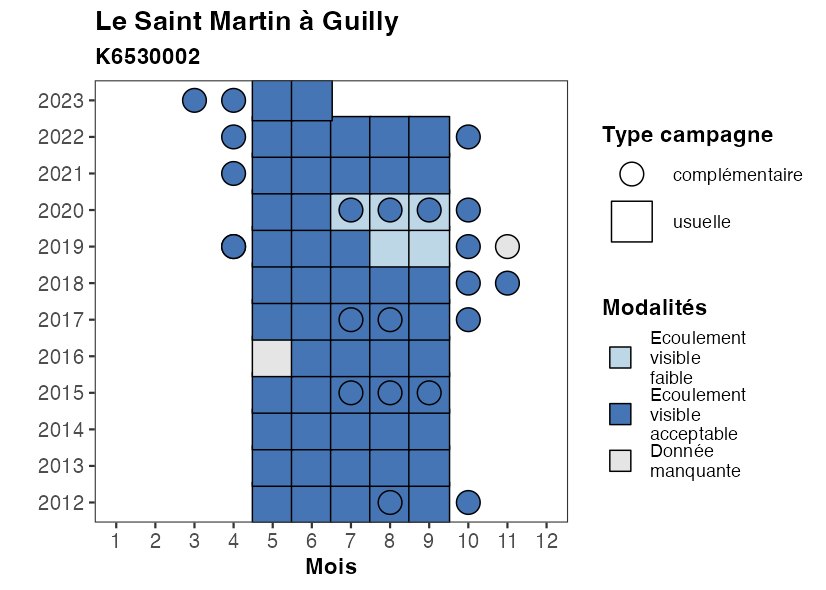 Le Saint Martin à Guilly
K6530002
2023
2022
2021
2020
2019
2018
2017
2016
2015
2014
2013
2012
1 2 3 4 5 6 7 8 9 10 11 12
Mois
Type campagne
complémentaire
usuelle
Modalités
Ecoulement
visible
faible
Ecoulement
visible
acceptable
Donnée
manquante